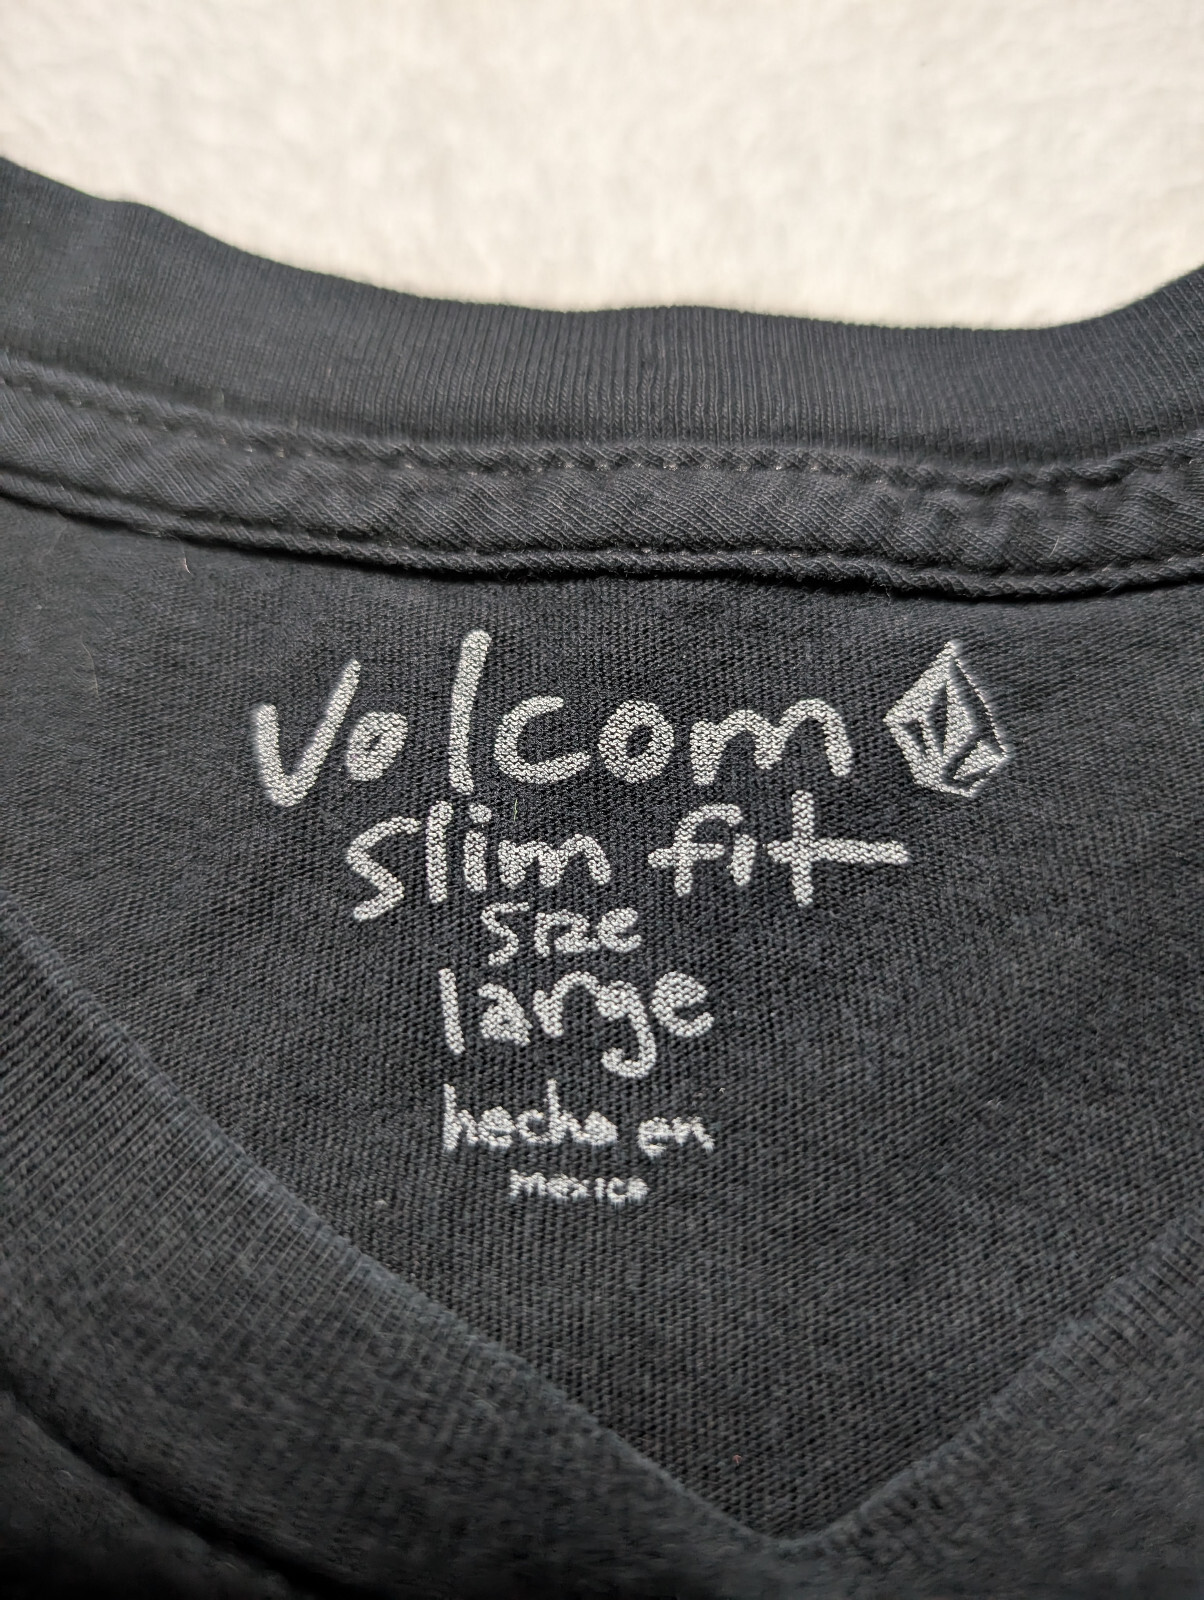 Volcom
slim fit
size
large
hecho en
mexico